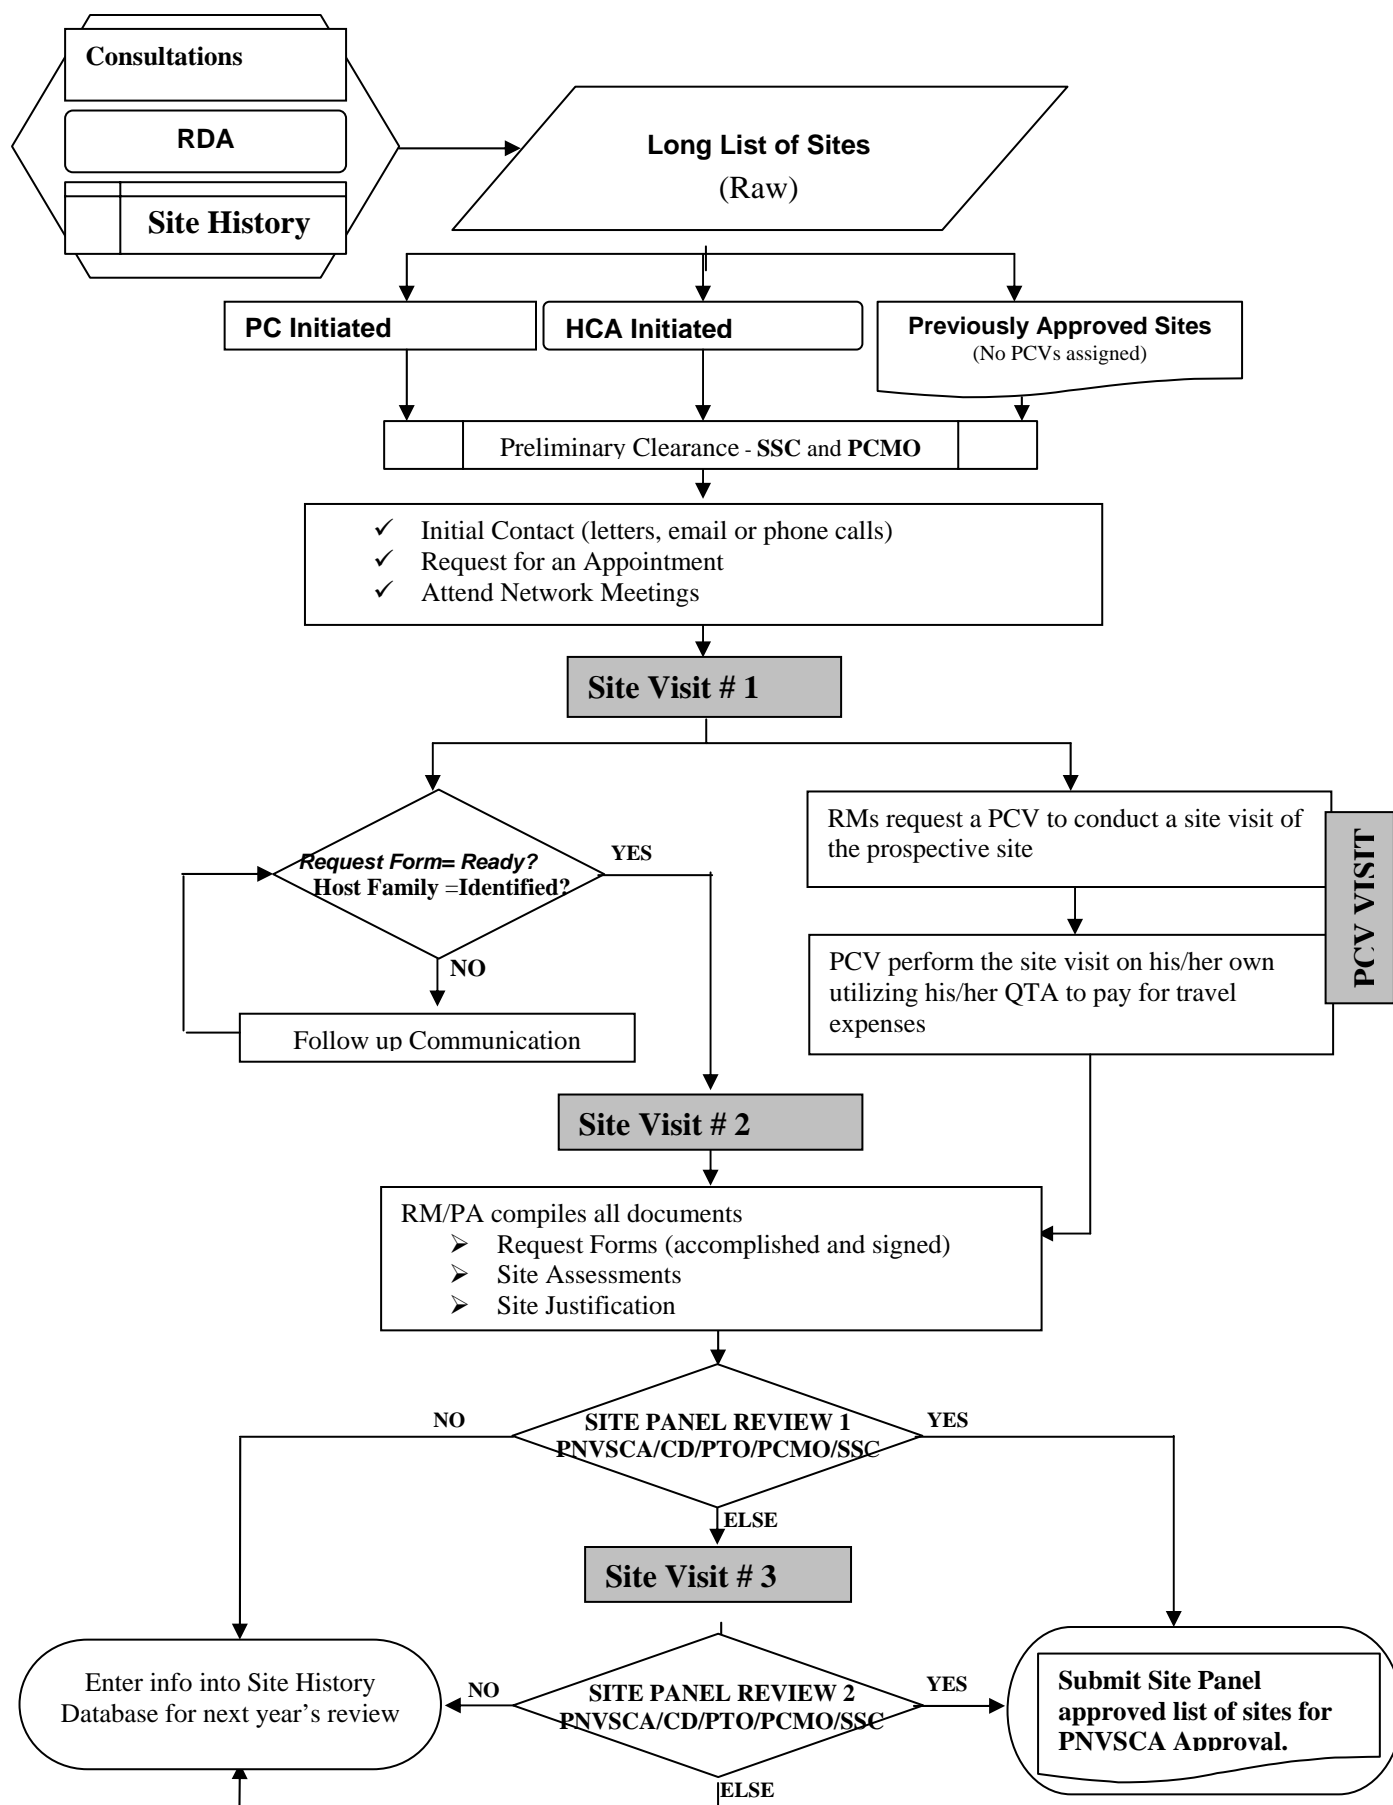 Consultations
RDA
Site History
Long List of Sites
(Raw)
PC Initiated
HCA Initiated
Previously Approved Sites
(No PCVs assigned)
Preliminary Clearance - SSC and PCMO
✓ Initial Contact (letters, email or phone calls)
✓ Request for an Appointment
✓ Attend Network Meetings
Site Visit # 1
Request Form= Ready?
Host Family =Identified?
YES
NO
Follow up Communication
RMs request a PCV to conduct a site visit of
the prospective site
PCV perform the site visit on his/her own
utilizing his/her QTA to pay for travel
expenses
PCV VISIT
Site Visit # 2
RM/PA compiles all documents
➢ Request Forms (accomplished and signed)
➢ Site Assessments
➢ Site Justification
NO
SITE PANEL REVIEW 1
PNVSCA/CD/PTO/PCMO/SSC
YES
ELSE
Site Visit # 3
Enter info into Site History
Database for next year's review
NO
SITE PANEL REVIEW 2
PNVSCA/CD/PTO/PCMO/SSC
YES
ELSE
Submit Site Panel
approved list of sites for
PNVSCA Approval.